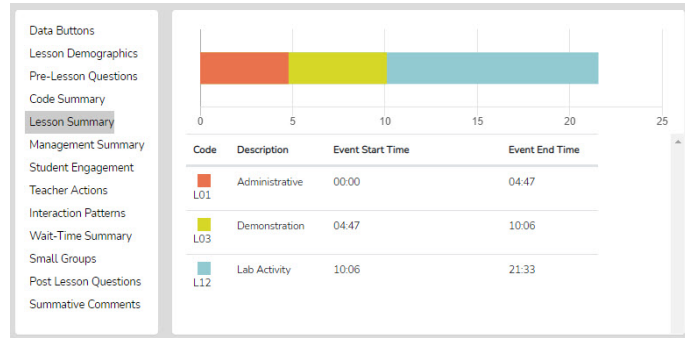 Data Buttons
Lesson Demographics
Pre-Lesson Questions
Code Summary
Lesson Summary
Management Summary
Student Engagement
Teacher Actions
Interaction Patterns
Wait-Time Summary
Small Groups
Post Lesson Questions
Summative Comments
0 5 10 15 20 25
Code Description Event Start Time Event End Time
Administrative 00:00 04:47
L01
Demonstration 04:47 10:06
L03
Lab Activity 10:06 21:33
L12